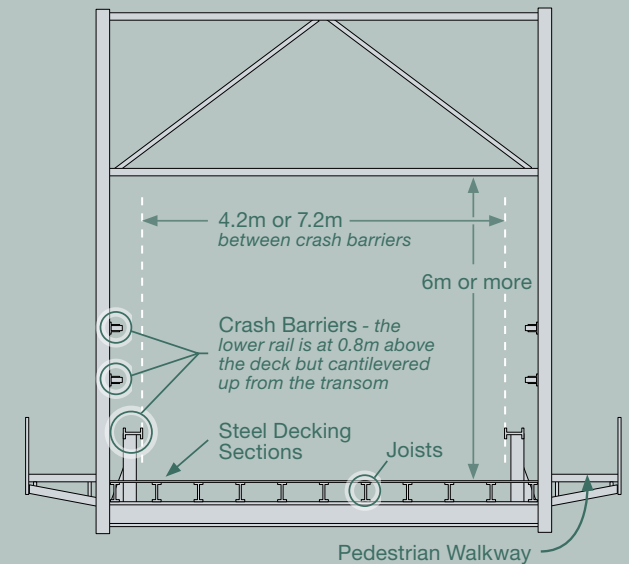 4.2m or 7.2m
between crash barriers
6m or more
Crash Barriers - the
lower rail is at 0.8m above
the deck but cantilevered
up from the transom
Steel Decking
Sections
Joists
Pedestrian Walkway